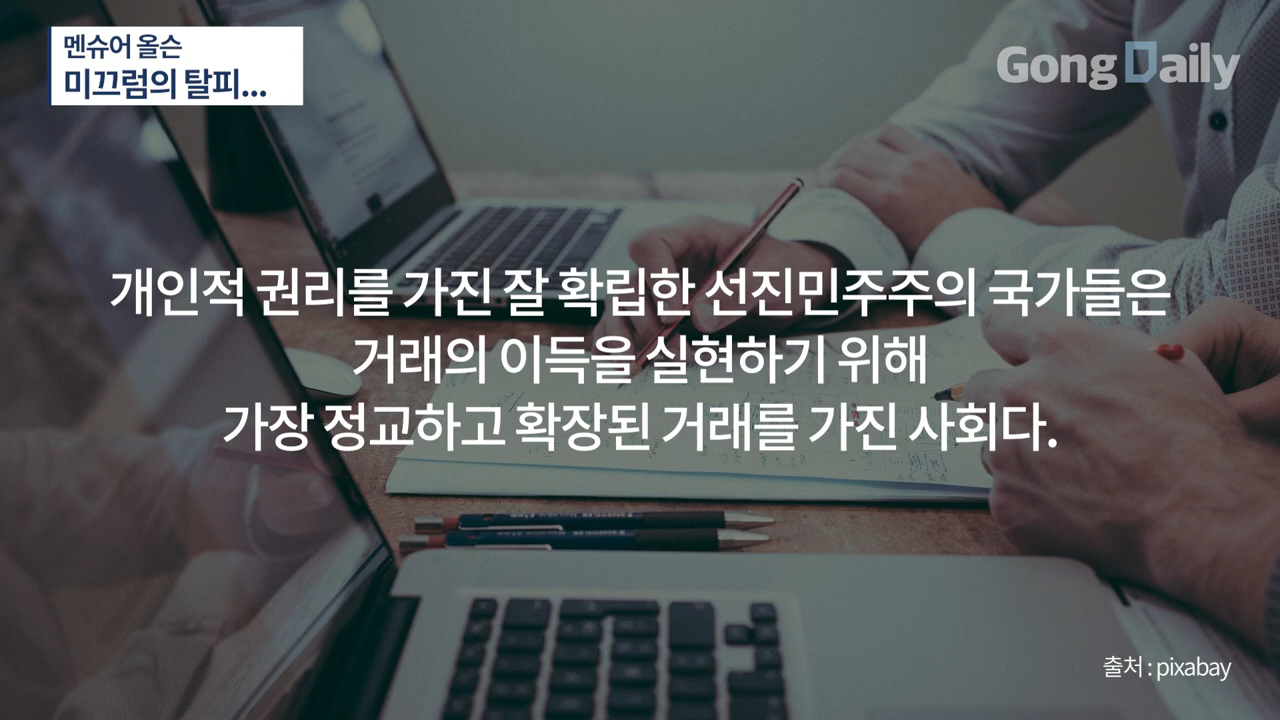 멘슈어 올슨
미끄럼의 탈피...
Gong Daily
개인적 권리를 가진 잘 확립한 선진민주주의 국가들은
거래의 이득을 실현하기 위해
가장 정교하고 확장된 거래를 가진 사회다.
출처 : pixabay